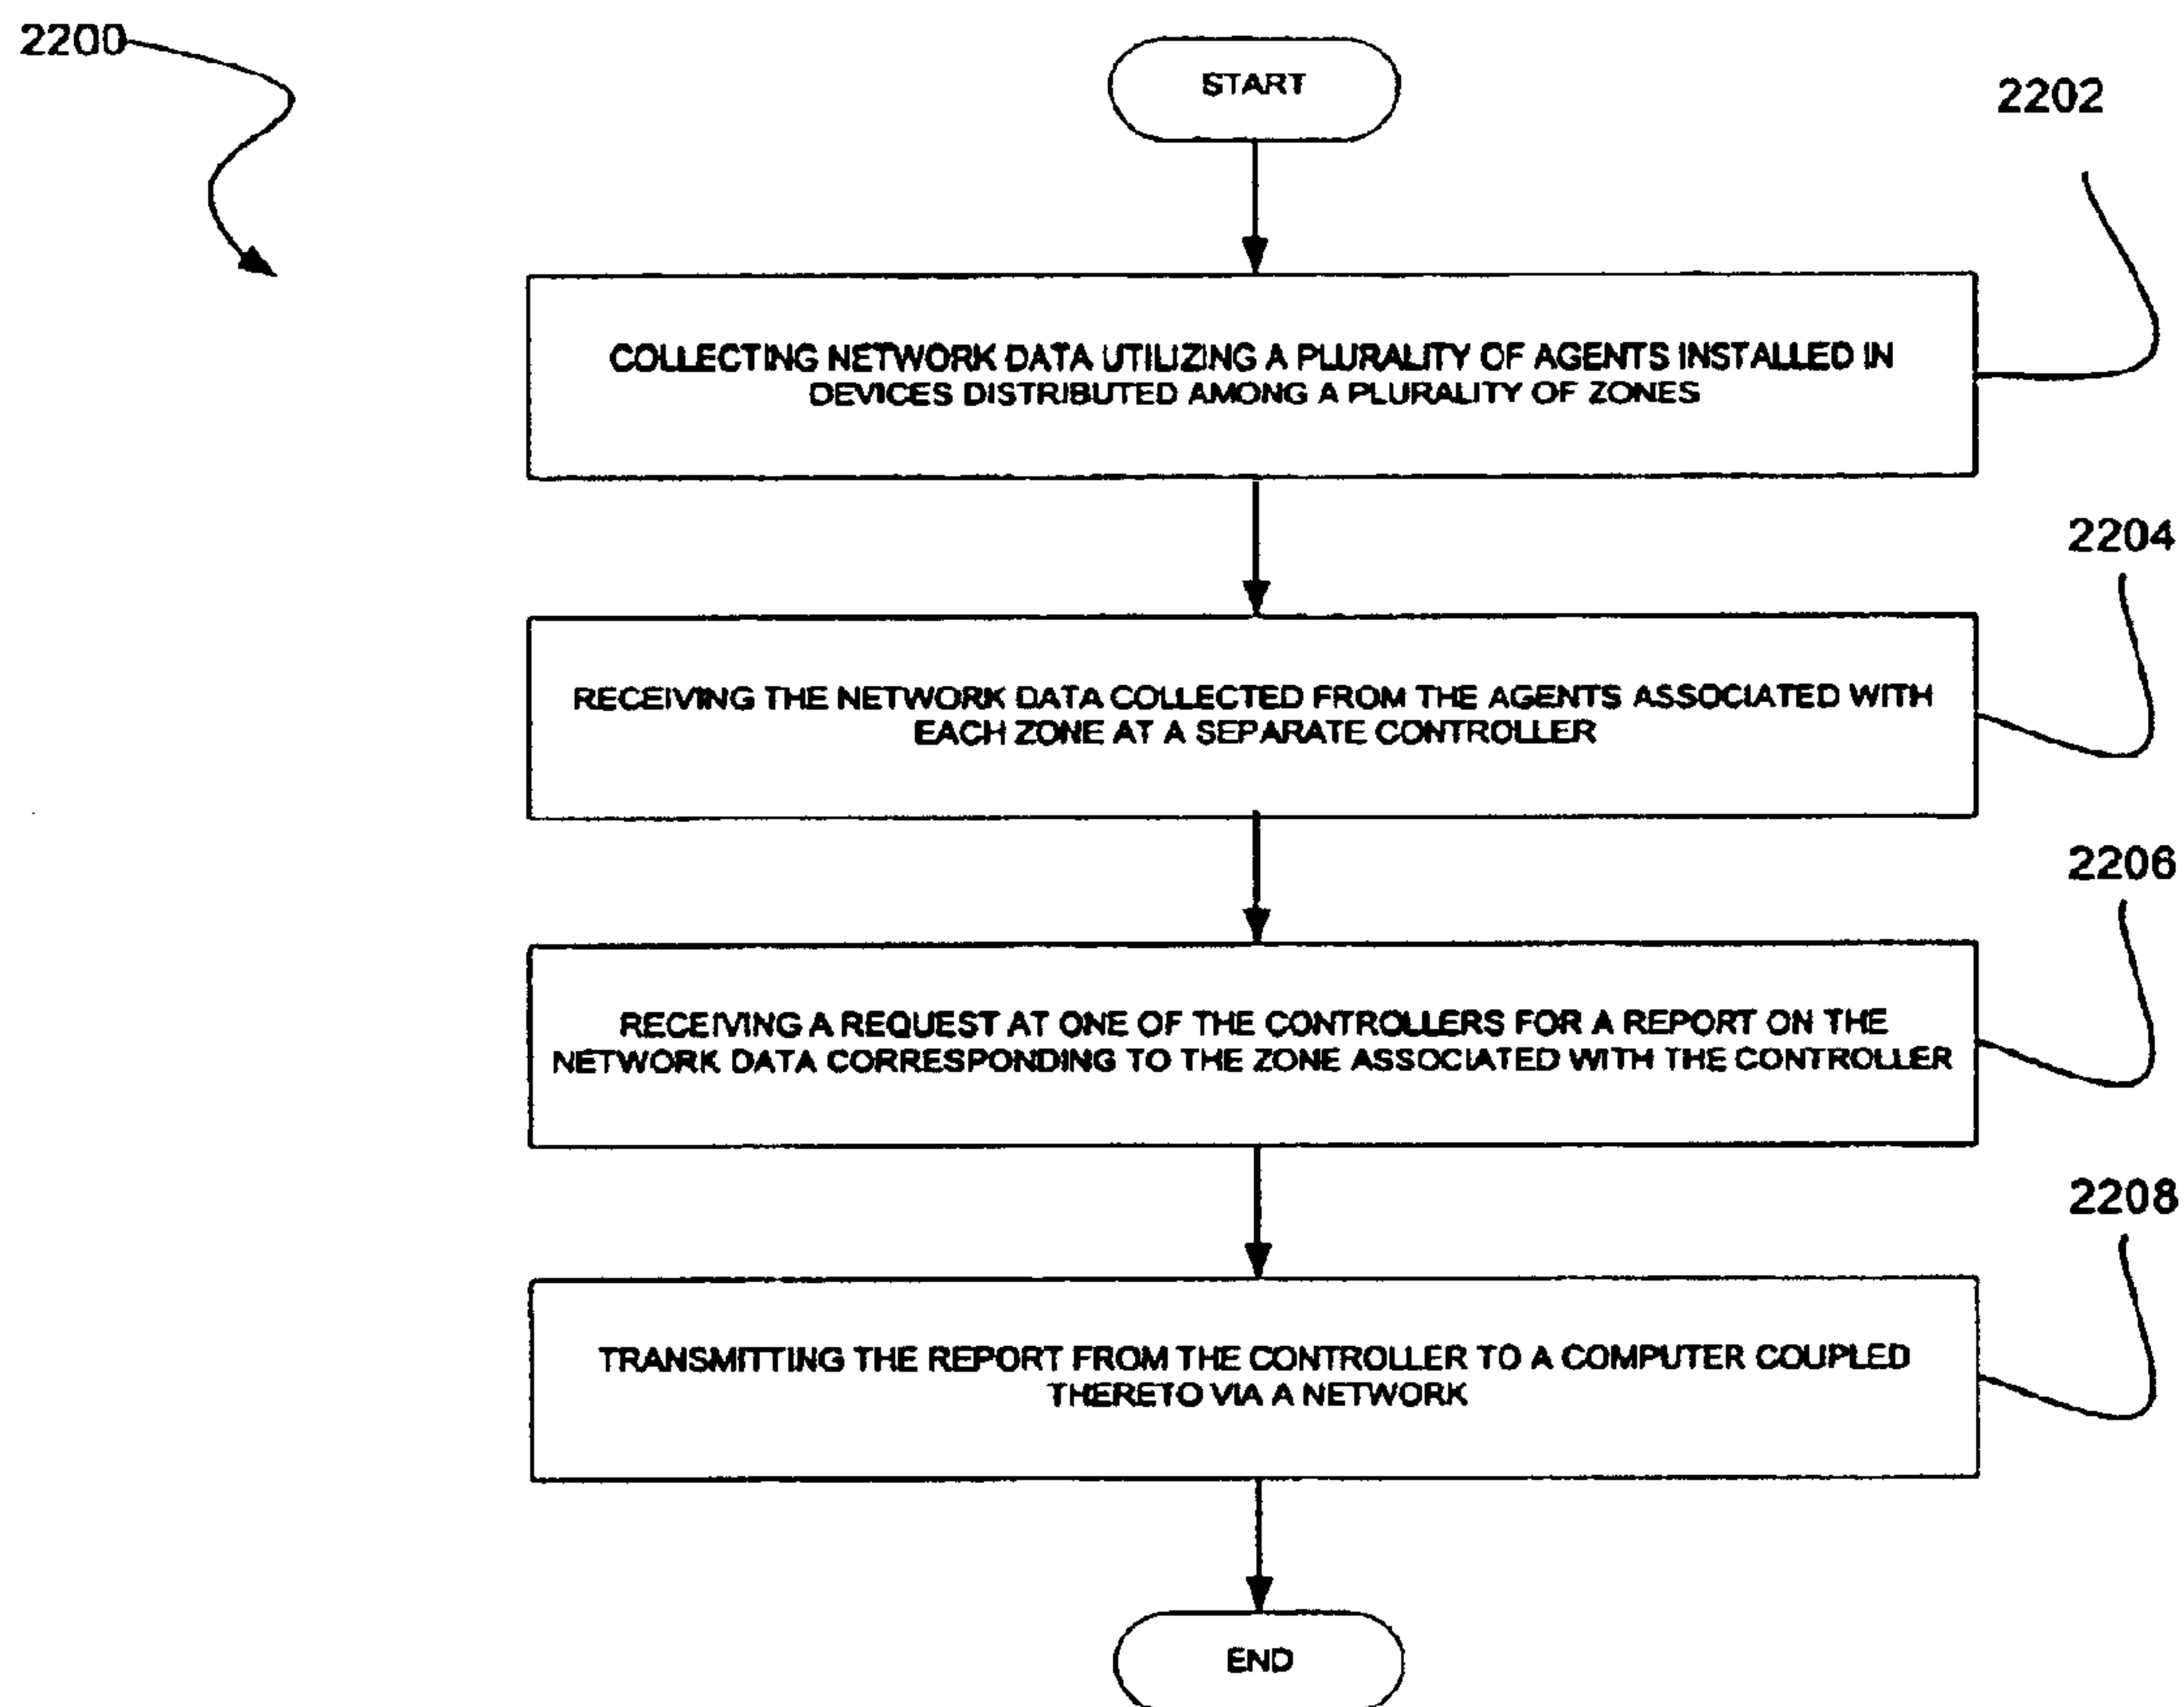 2200
START
2202
COLLECTING NETWORK DATA UTILIZING A PLURALITY OF AGENTS INSTALLED IN
DEVICES DISTRIBUTED AMONG A PLURALITY OF ZONES
2204
RECEIVING THE NETWORK DATA COLLECTED FROM THE AGENTS ASSOCIATED WITH
EACH ZONE AT A SEPARATE CONTROLLER
2206
RECEIVING A REQUEST AT ONE OF THE CONTROLLERS FOR A REPORT ON THE
NETWORK DATA CORRESPONDING TO THE ZONE ASSOCIATED WITH THE CONTROLLER
2208
TRANSMITTING THE REPORT FROM THE CONTROLLER TO A COMPUTER COUPLED
THERETO VIA A NETWORK
END